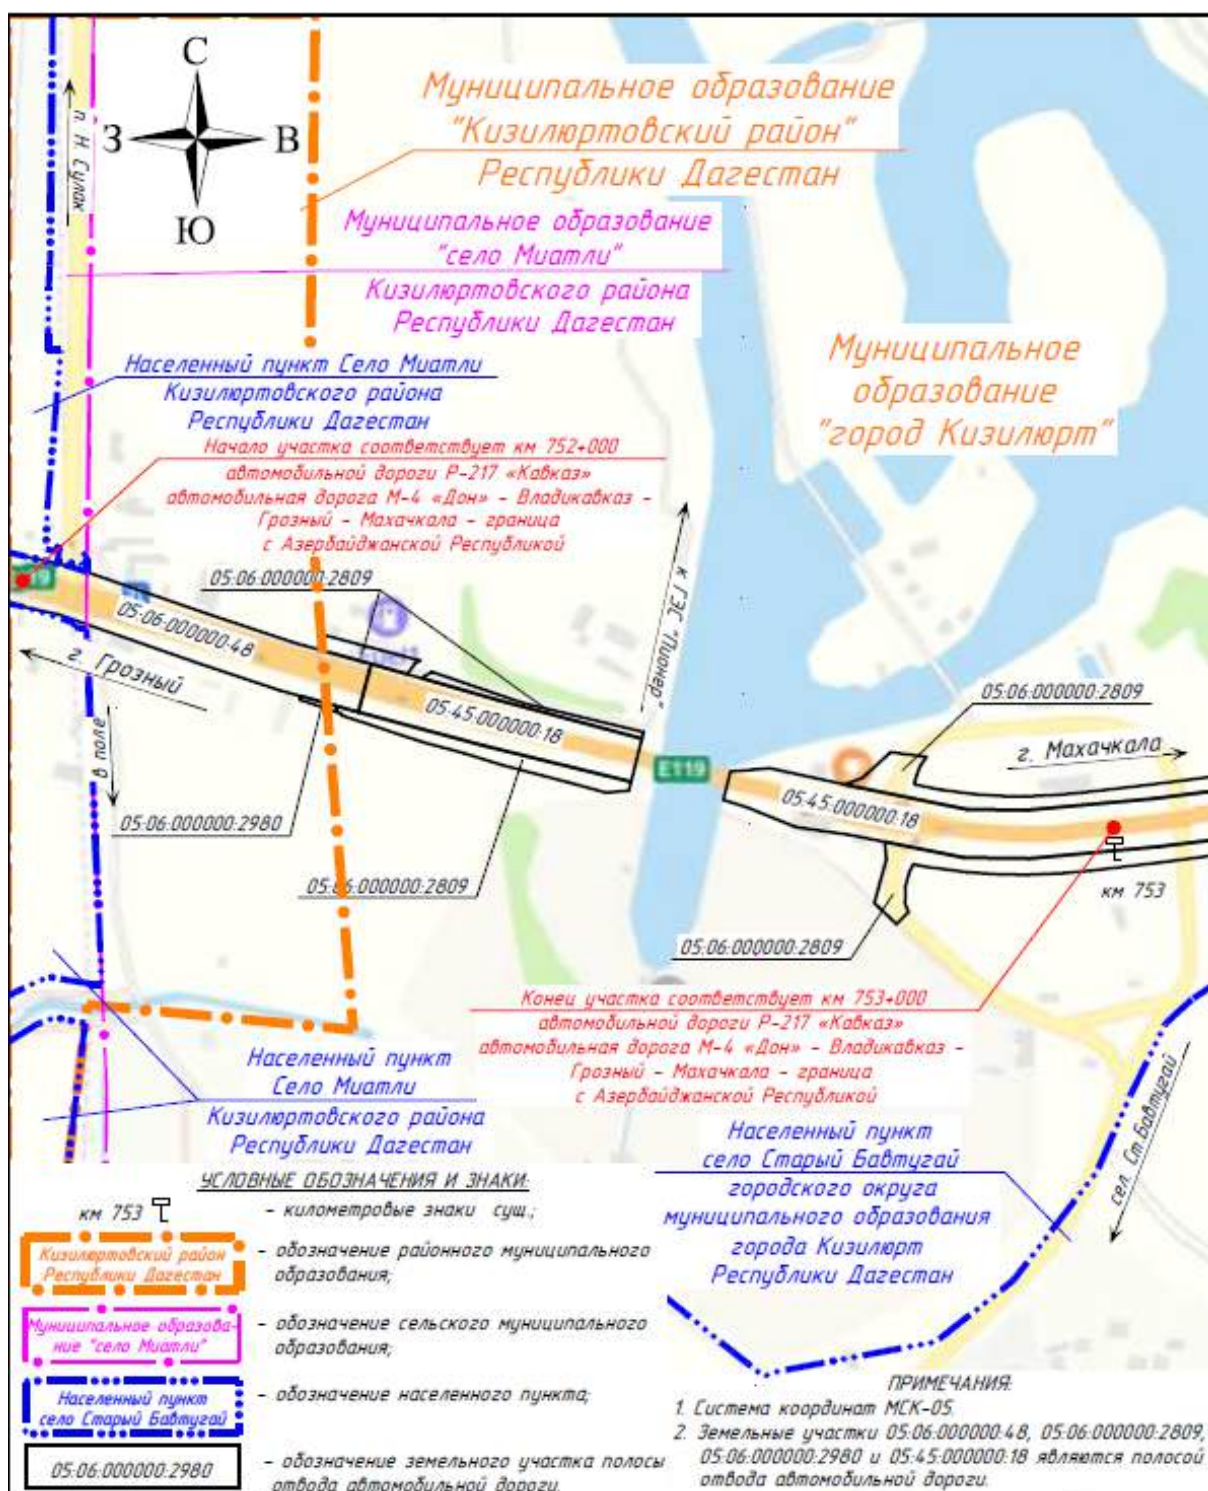 С
З
В
Ю
п. Н. Сулак
Муниципальное образование
"Кизилюртовский район"
Республики Дагестан
Муниципальное образование
"село Миатли"
Кизилюртовского района
Республики Дагестан
Муниципальное
образование
"город Кизилюрт"
Населенный пункт Село Миатли
Кизилюртовского района
Республики Дагестан
Начало участка соответствует км 752+000
автомобильной дороги Р-217 «Кавказ»
автомобильная дорога М-4 «Дон» - Владикавказ -
Грозный - Махачкала - граница
с Азербайджанской Республикой
05:06:000000:2809
05:06:000000:48
г. Грозный
в поле
к ГЭС "Пионер"
05:45:000000:18
05:06:000000:2980
05:06:000000:2809
E119
05:06:000000:2809
г. Махачкала
05:45:000000:18
км 753
05:06:000000:2809
Конец участка соответствует км 753+000
автомобильной дороги Р-217 «Кавказ»
автомобильная дорога М-4 «Дон» - Владикавказ -
Грозный - Махачкала - граница
с Азербайджанской Республикой
Населенный пункт
Село Миатли
Кизилюртовского района
Республики Дагестан
Населенный пункт
село Старый Бавтугай
городского округа
муниципального образования
города Кизилюрт
Республики Дагестан
сел. Ст.Бавтугай
УСЛОВНЫЕ ОБОЗНАЧЕНИЯ И ЗНАКИ:
км 753
- километровые знаки сущ.;
Кизилюртовский район
Республики Дагестан
- обозначение районного муниципального
образования;
Муниципальное образова-
ние "село Миатли"
- обозначение сельского муниципального
образования;
Населенный пункт
село Старый Бавтугай
- обозначение населенного пункта;
05:06:000000:2980
- обозначение земельного участка полосы
отвода автомобильной дороги.
ПРИМЕЧАНИЯ:
1. Система координат МСК-05.
2. Земельные участки 05:06:000000:48, 05:06:000000:2809,
05:06:000000:2980 и 05:45:000000:18 являются полосой
отвода автомобильной дороги.